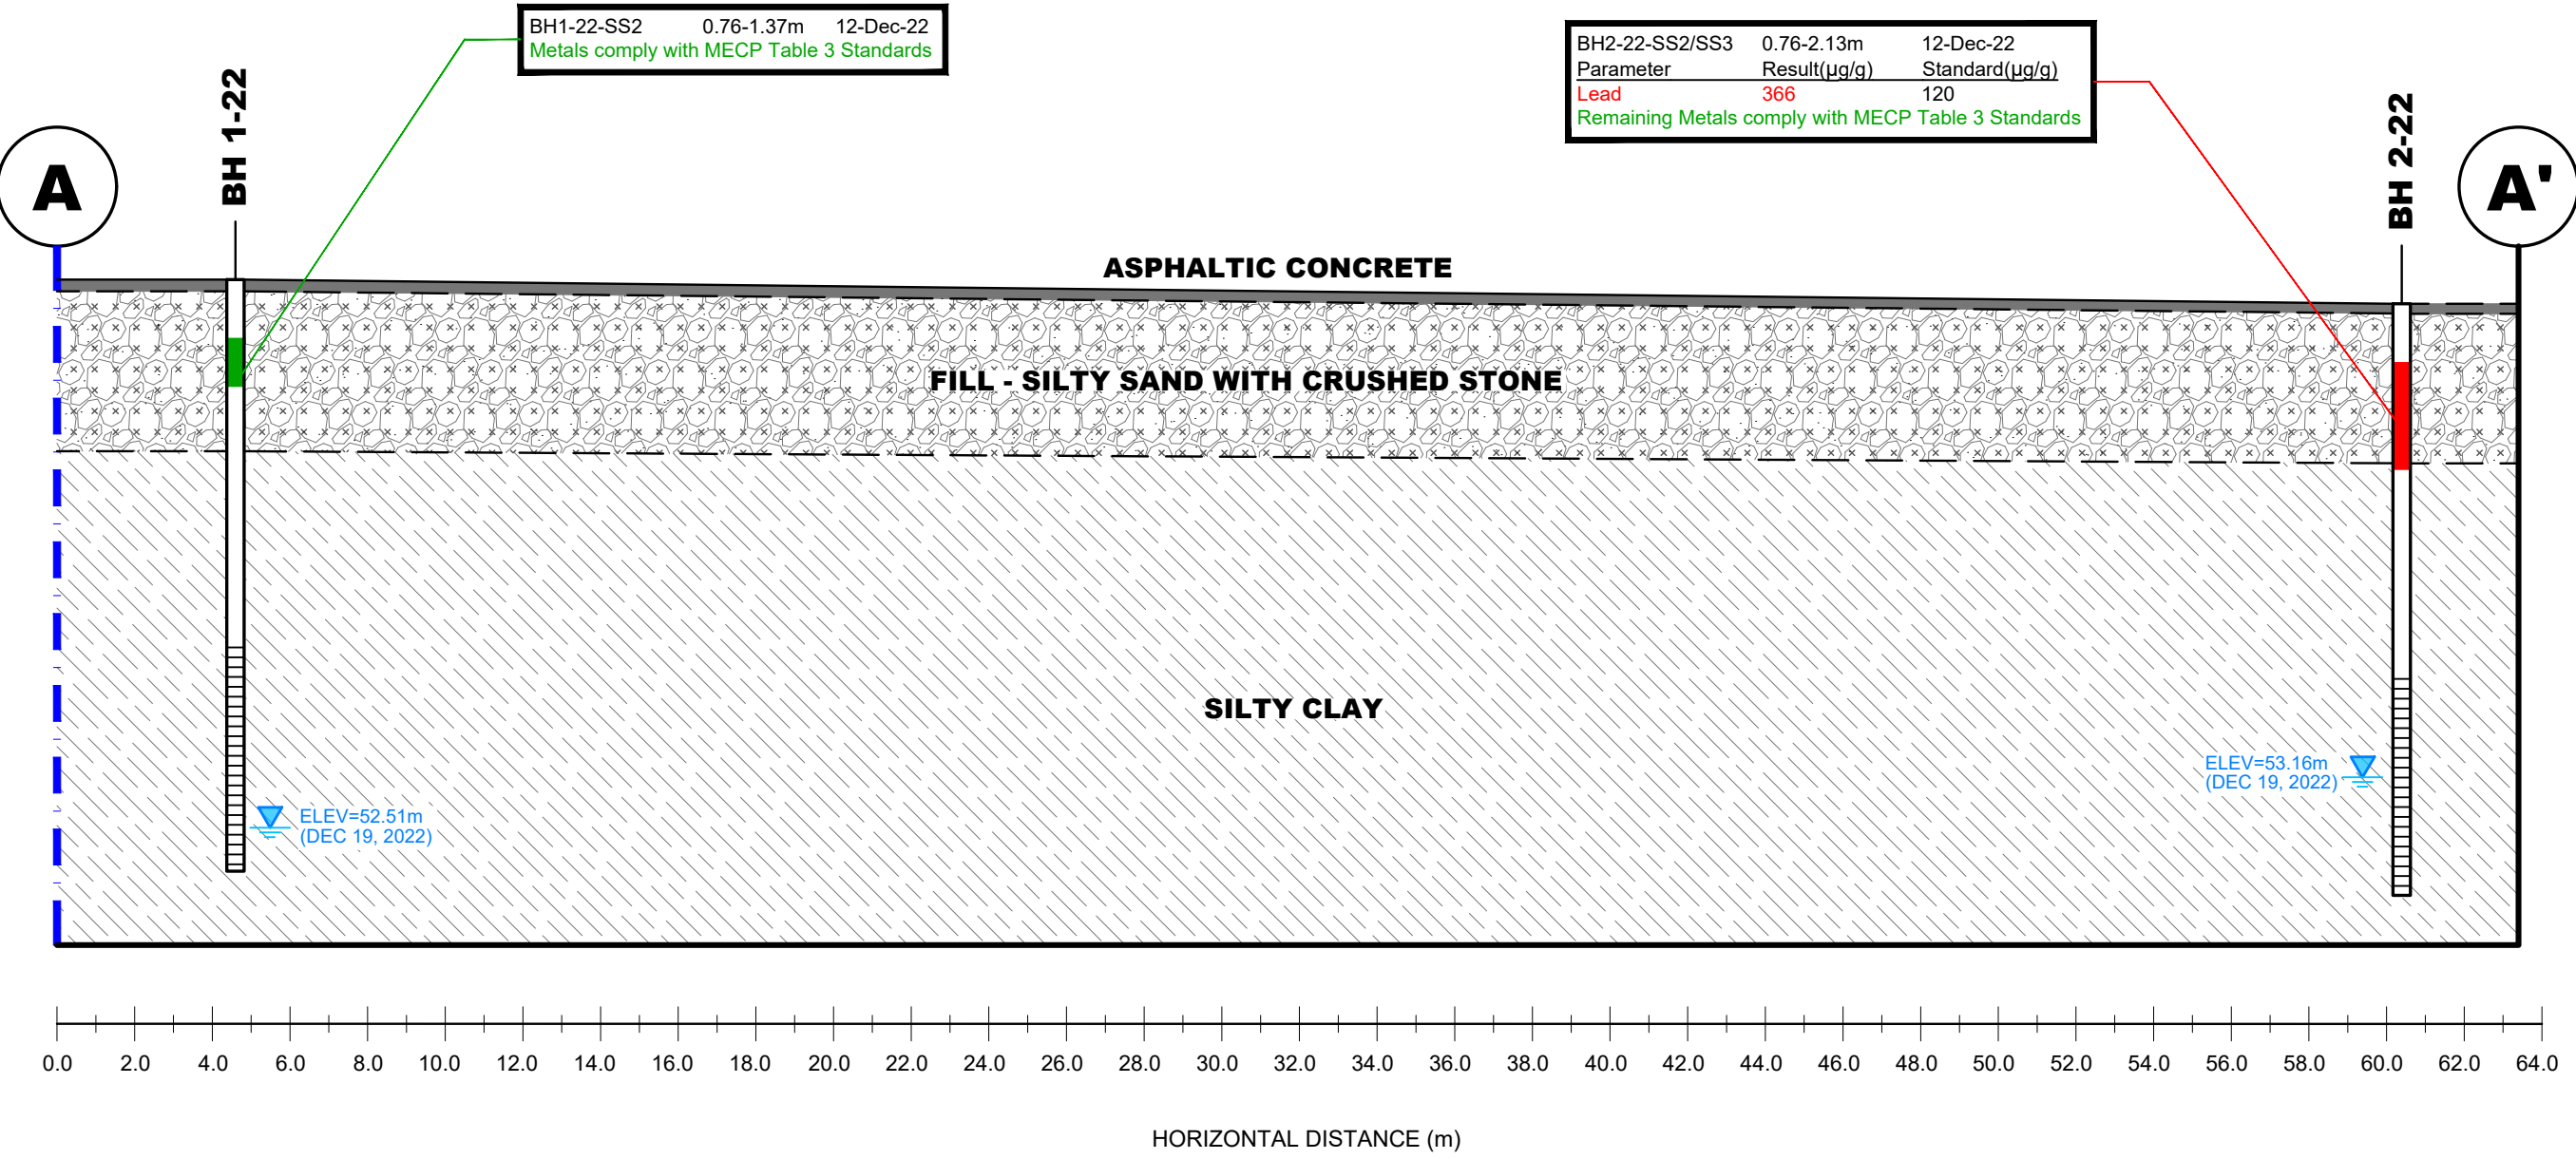 BH1-22-SS2 0.76-1.37m 12-Dec-22
Metals comply with MECP Table 3 Standards
BH2-22-SS2/SS3 0.76-2.13m 12-Dec-22
Parameter Result(µg/g) Standard(µg/g)
Lead 366 120
Remaining Metals comply with MECP Table 3 Standards
A
BH 1-22
BH 2-22
A'
ASPHALTIC CONCRETE
FILL - SILTY SAND WITH CRUSHED STONE
SILTY CLAY
ELEV=53.16m
(DEC 19, 2022)
ELEV=52.51m
(DEC 19, 2022)
0.0 2.0 4.0 6.0 8.0 10.0 12.0 14.0 16.0 18.0 20.0 22.0 24.0 26.0 28.0 30.0 32.0 34.0 36.0 38.0 40.0 42.0 44.0 46.0 48.0 50.0 52.0 54.0 56.0 58.0 60.0 62.0 64.0
HORIZONTAL DISTANCE (m)